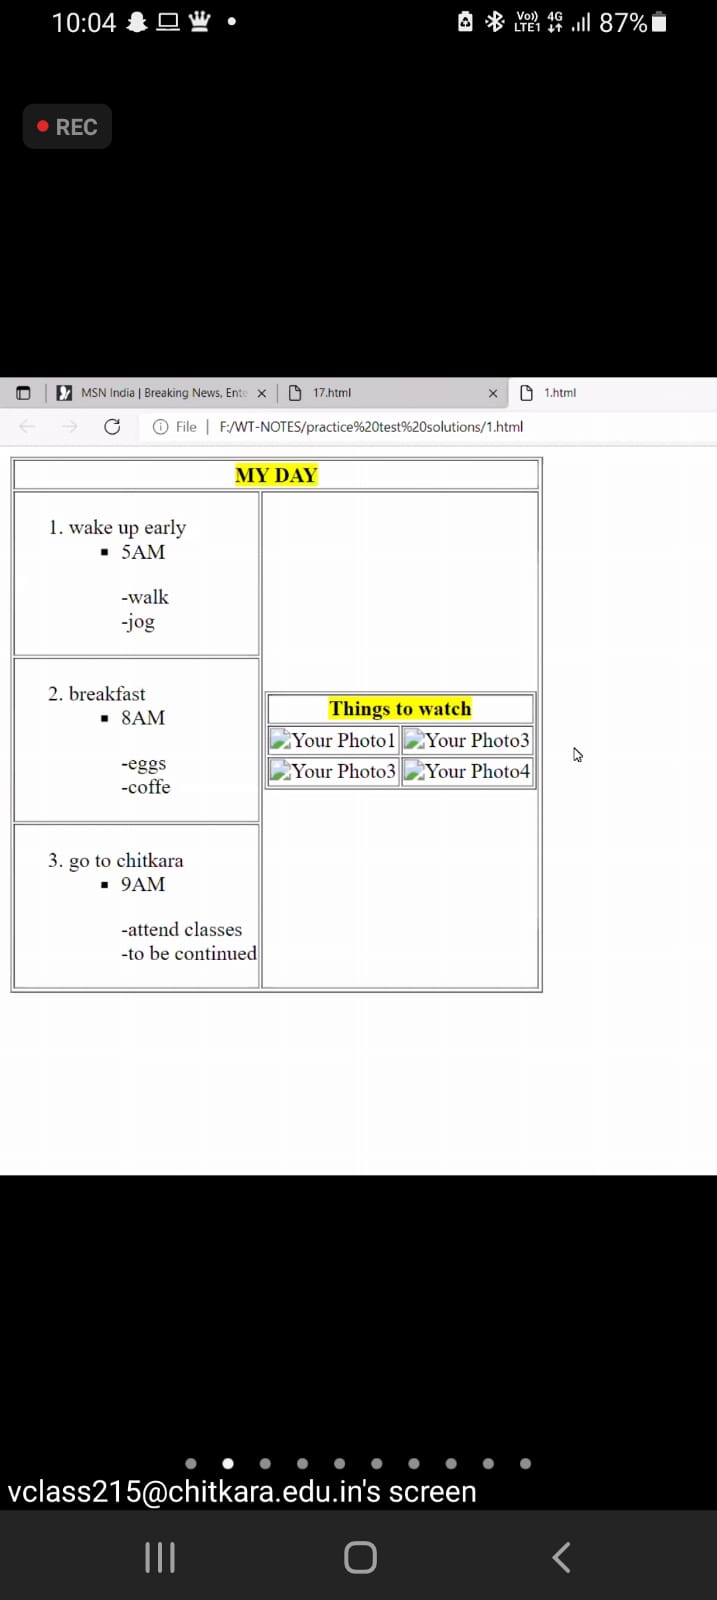 10:04
Vo)) 4G
LTE1
87%
REC
MSN India | Breaking News, Ente
17.html
1.html
File | F:/WT-NOTES/practice%20test%20solutions/1.html
MY DAY
1. wake up early
5AM
-walk
-jog
2. breakfast
8AM
-eggs
-coffe
3. go to chitkara
9AM
-attend classes
-to be continued
Things to watch
Your Photo1 Your Photo3
Your Photo3 Your Photo4
vclass215@chitkara.edu.in's screen